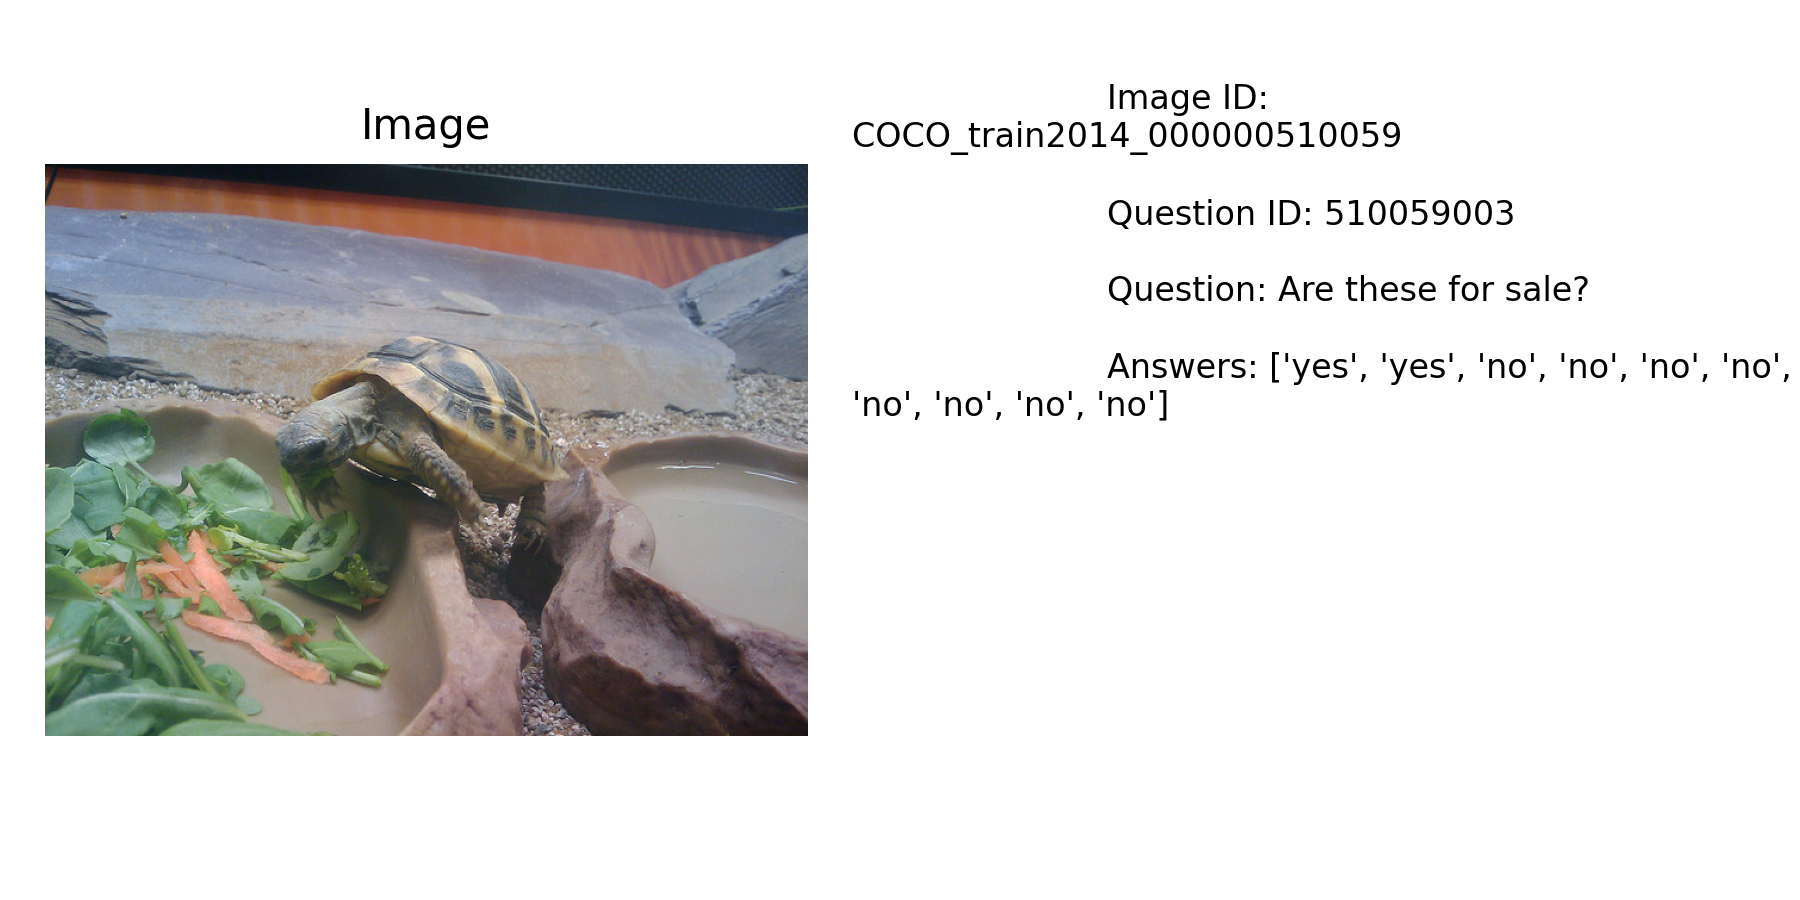 Image
Image ID:
COCO_train2014_000000510059
Question ID: 510059003
Question: Are these for sale?
Answers: ['yes', 'yes', 'no', 'no', 'no', 'no',
'no', 'no', 'no', 'no']